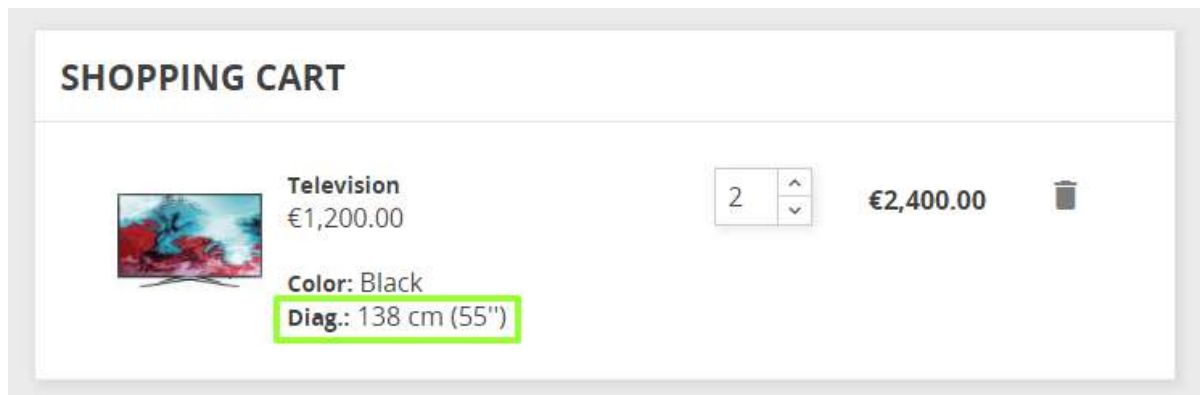 SHOPPING CART
Television
€1,200.00
2
€2,400.00
Color: Black
Diag.: 138 cm (55")